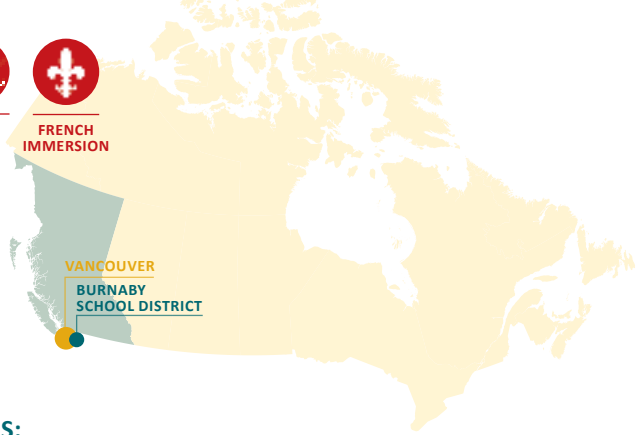 FRENCH
IMMERSION
VANCOUVER
BURNABY
SCHOOL DISTRICT
S: